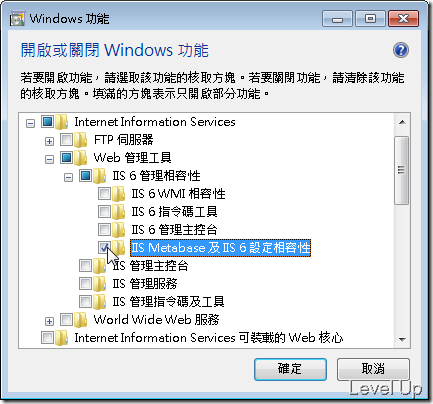 Windows 功能
開啟或關閉 Windows 功能
若要開啟功能，請選取該功能的核取方塊。若要關閉功能，請清除該功能
的核取方塊。填滿的方塊表示只開啟部分功能。
Internet Information Services
FTP 伺服器
Web 管理工具
IIS 6 管理相容性
IIS 6 WMI 相容性
IIS 6 指令碼工具
IIS 6 管理主控台
IIS Metabase 及 IIS 6 設定相容性
IIS 管理主控台
IIS 管理服務
IIS 管理指令碼及工具
World Wide Web 服務
Internet Information Services 可裝載的 Web 核心
確定 取消
Level Up